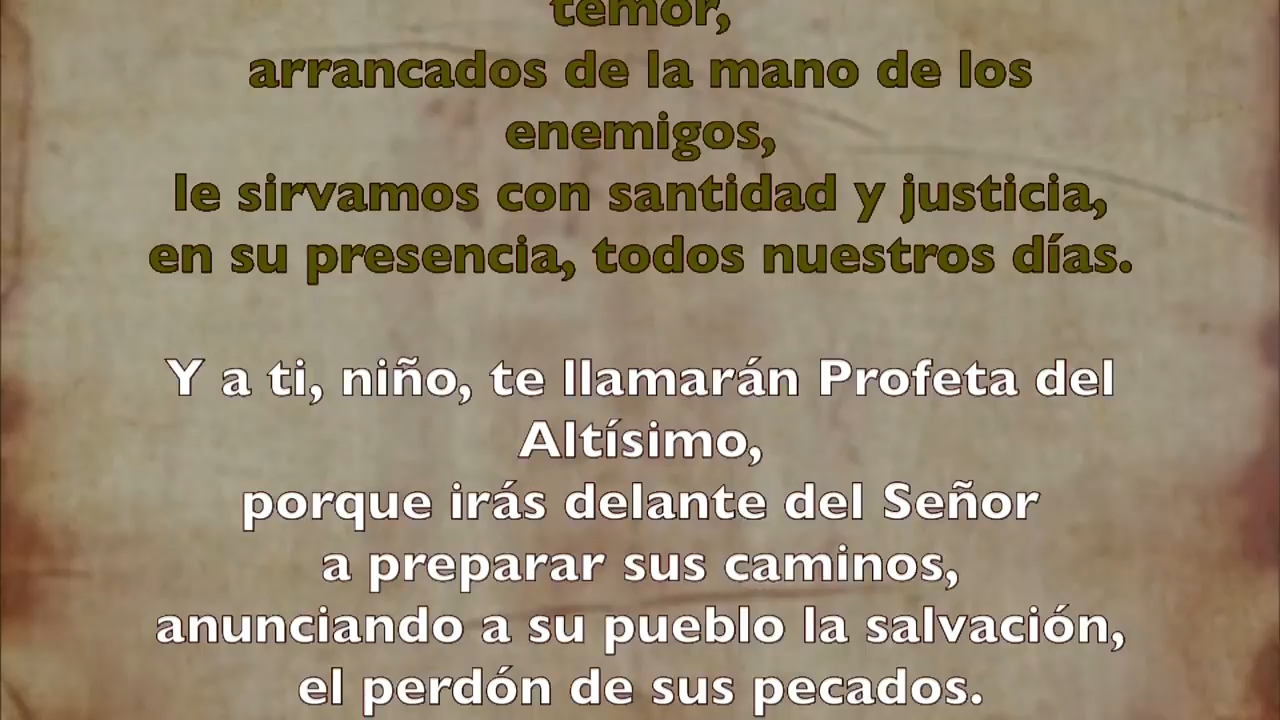 temor,
arrancados de la mano de los
enemigos,
le sirvamos con santidad y justicia,
en su presencia, todos nuestros días.
Y a ti, niño, te llamarán Profeta del
Altísimo,
porque irás delante del Señor
a preparar sus caminos,
anunciando a su pueblo la salvación,
el perdón de sus pecados.